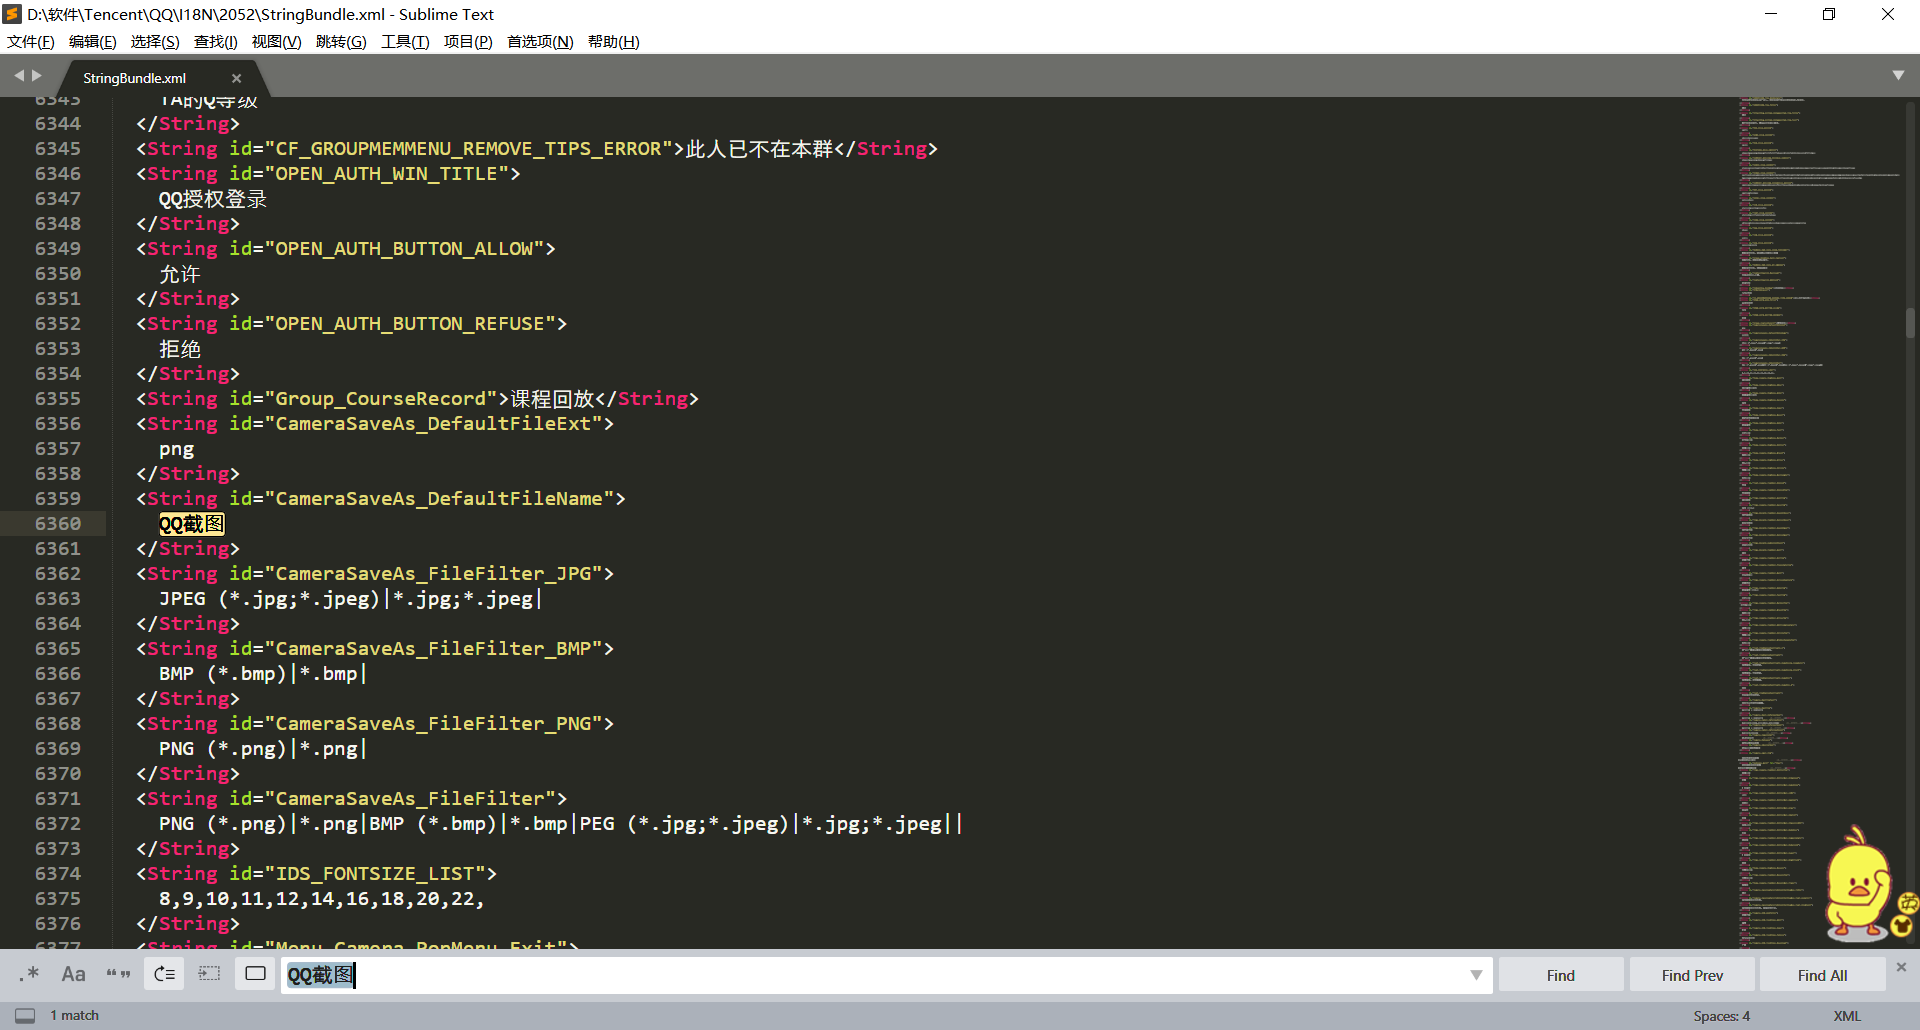 D:\软件\Tencent\QQ\I18N\2052\StringBundle.xml - Sublime Text
文件(F) 编辑(E) 选择(S) 查找(I) 视图(V) 跳转(G) 工具(T) 项目(P) 首选项(N) 帮助(H)
StringBundle.xml
6343 TA的Q等级
6344 </String>
6345 <String id="CF_GROUPMEMMENU_REMOVE_TIPS_ERROR">此人已不在本群</String>
6346 <String id="OPEN_AUTH_WIN_TITLE">
6347 QQ授权登录
6348 </String>
6349 <String id="OPEN_AUTH_BUTTON_ALLOW">
6350 允许
6351 </String>
6352 <String id="OPEN_AUTH_BUTTON_REFUSE">
6353 拒绝
6354 </String>
6355 <String id="Group_CourseRecord">课程回放</String>
6356 <String id="CameraSaveAs_DefaultFileExt">
6357 png
6358 </String>
6359 <String id="CameraSaveAs_DefaultFileName">
6360 QQ截图
6361 </String>
6362 <String id="CameraSaveAs_FileFilter_JPG">
6363 JPEG (*.jpg;*.jpeg)|*.jpg;*.jpeg|
6364 </String>
6365 <String id="CameraSaveAs_FileFilter_BMP">
6366 BMP (*.bmp)|*.bmp|
6367 </String>
6368 <String id="CameraSaveAs_FileFilter_PNG">
6369 PNG (*.png)|*.png|
6370 </String>
6371 <String id="CameraSaveAs_FileFilter">
6372 PNG (*.png)|*.png|BMP (*.bmp)|*.bmp|PEG (*.jpg;*.jpeg)|*.jpg;*.jpeg||
6373 </String>
6374 <String id="IDS_FONTSIZE_LIST">
6375 8,9,10,11,12,14,16,18,20,22,
6376 </String>
6377 <String id="Menu_Camera_PopMenu_Exit">
.* Aa “” QQ截图 Find Find Prev Find All
1 match Spaces: 4 XML
英